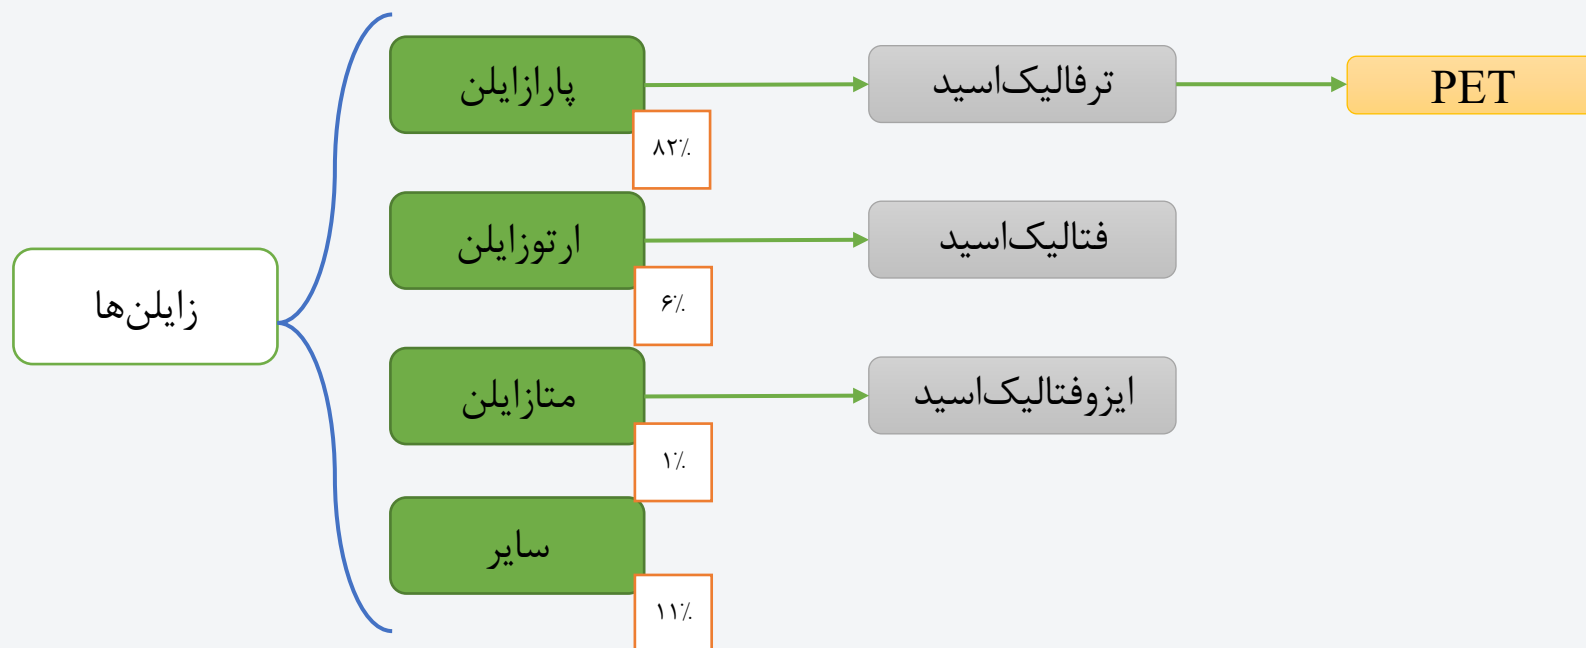 پارازایلن
ترفالیک‌اسید
PET
۸۲٪
ارتوزایلن
فتالیک‌اسید
۶٪
زایلن‌ها
متازایلن
ایزوفتالیک‌اسید
۱٪
سایر
۱۱٪